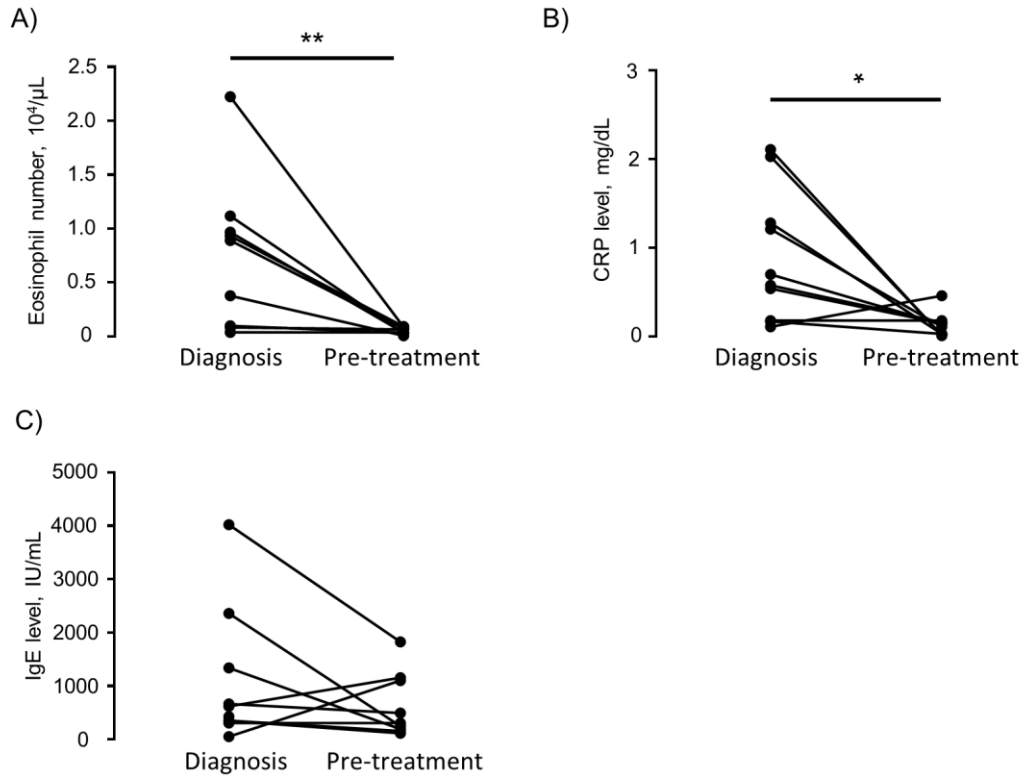 A)
**
Eosinophil number, 10⁴/μL
2.5
2.0
1.5
1.0
0.5
0
Diagnosis Pre-treatment
B)
*
CRP level, mg/dL
3
2
1
0
Diagnosis Pre-treatment
C)
IgE level, IU/mL
5000
4000
3000
2000
1000
0
Diagnosis Pre-treatment